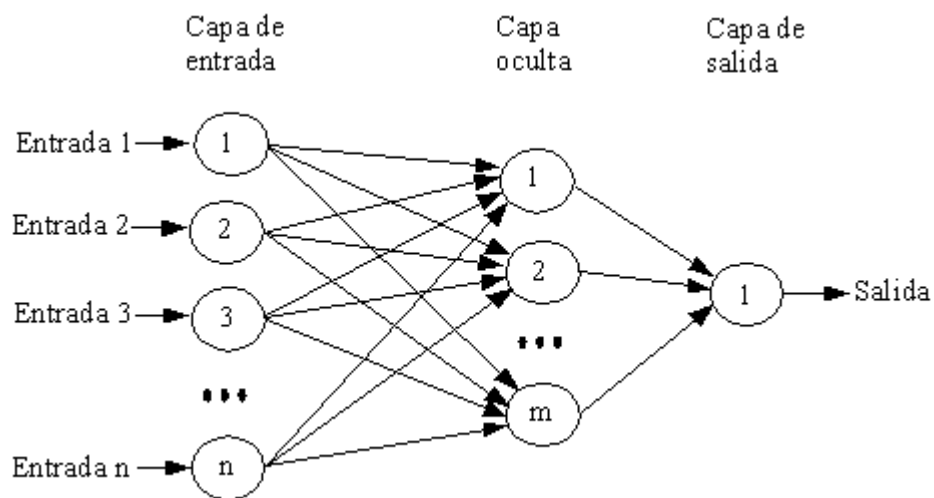 Capa de
entrada
Capa
oculta
Capa de
salida
Entrada 1
1
Entrada 2
2
Entrada 3
3
...
Entrada n
n
1
2
...
m
1
Salida